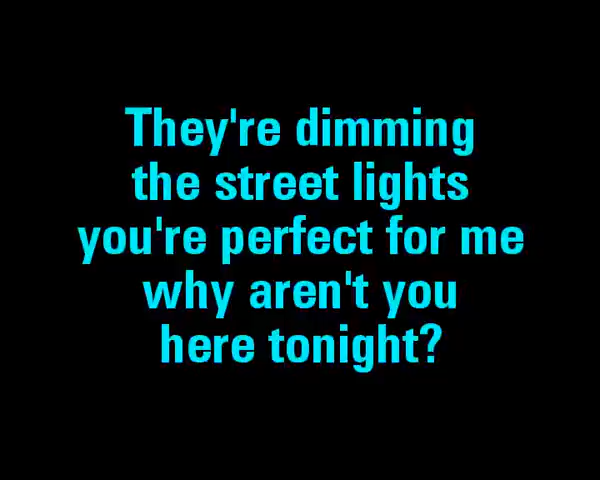 They're dimming
the street lights
you're perfect for me
why aren't you
here tonight?